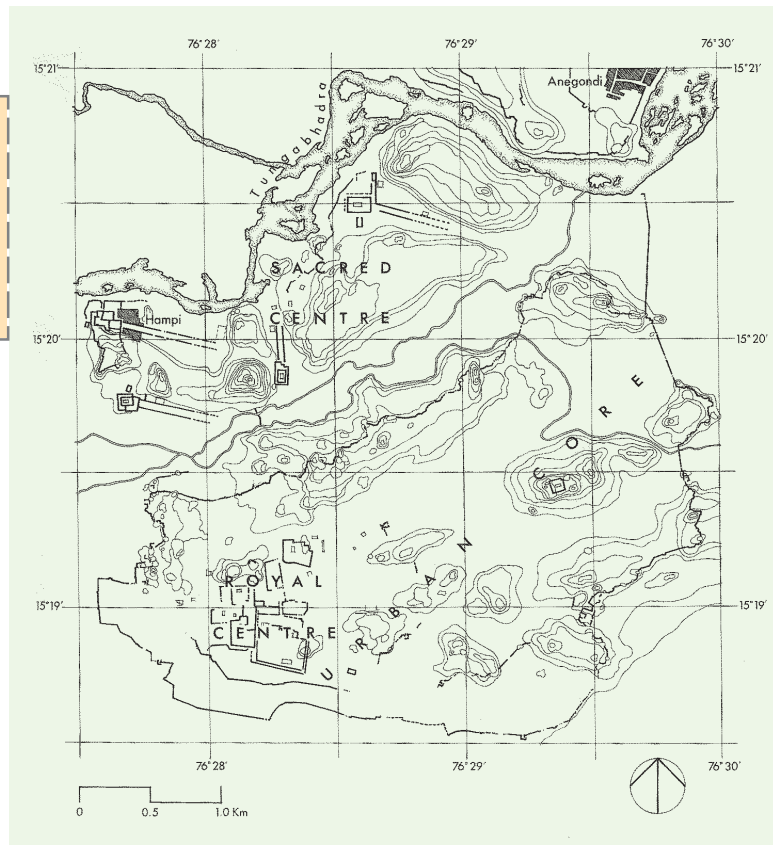 76°28′ 76°29′ 76°30′
15°21′ 15°21′
Anegondi
Tungabhadra
SACRED
CENTRE
Hampi
15°20′ 15°20′
ROYAL
CENTRE
URBAN CORE
15°19′ 15°19′
76°28′ 76°29′ 76°30′
0 0.5 1.0 Km